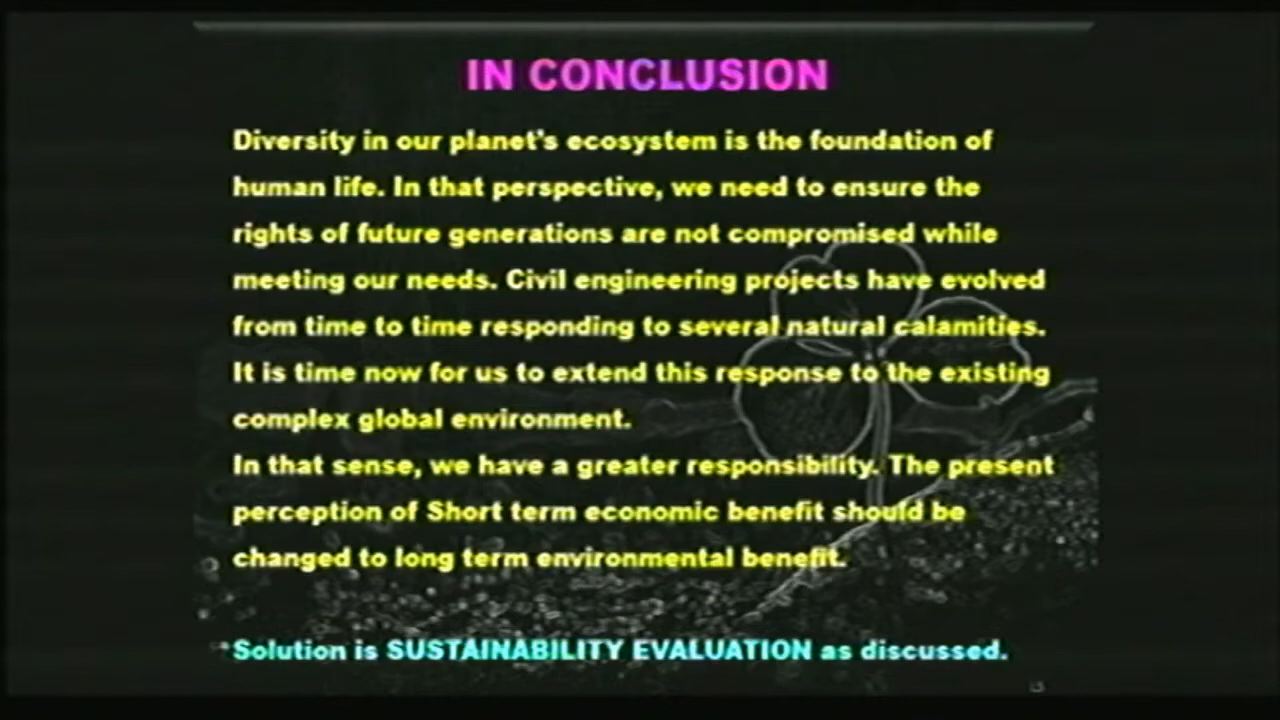 IN CONCLUSION
Diversity in our planet's ecosystem is the foundation of
human life. In that perspective, we need to ensure the
rights of future generations are not compromised while
meeting our needs. Civil engineering projects have evolved
from time to time responding to several natural calamities.
It is time now for us to extend this response to the existing
complex global environment.
In that sense, we have a greater responsibility. The present
perception of Short term economic benefit should be
changed to long term environmental benefit.
Solution is SUSTAINABILITY EVALUATION as discussed.